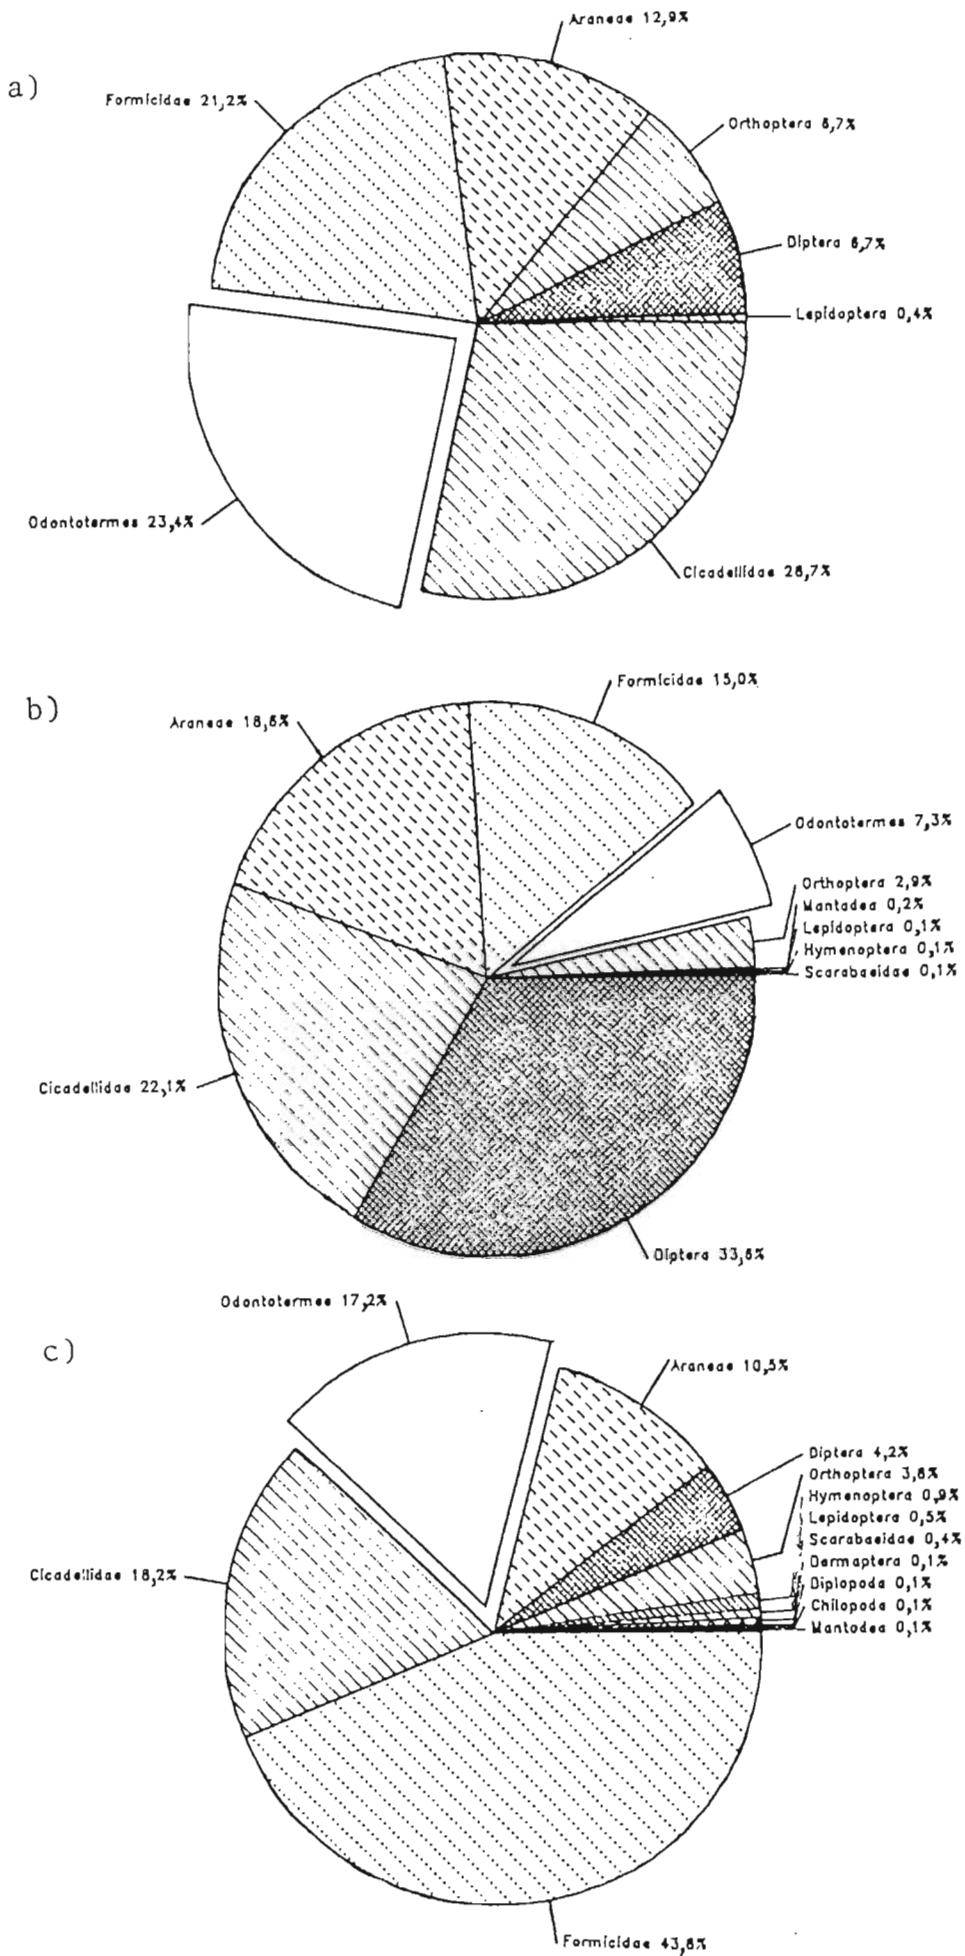 a)
Araneae 12,9%
Formicidae 21,2%
Orthoptera 6,7%
Diptera 6,7%
Lepidoptera 0,4%
Odontotermes 23,4%
Cicadellidae 28,7%
b)
Formicidae 15,0%
Araneae 18,6%
Odontotermes 7,3%
Orthoptera 2,9%
Mantodea 0,2%
Lepidoptera 0,1%
Hymenoptera 0,1%
Scarabaeidae 0,1%
Cicadellidae 22,1%
Diptera 33,6%
c)
Odontotermes 17,2%
Araneae 10,5%
Diptera 4,2%
Orthoptera 3,8%
Hymenoptera 0,9%
Lepidoptera 0,5%
Scarabaeidae 0,4%
Dermaptera 0,1%
Diplopoda 0,1%
Chilopoda 0,1%
Mantodea 0,1%
Cicadellidae 18,2%
Formicidae 43,8%